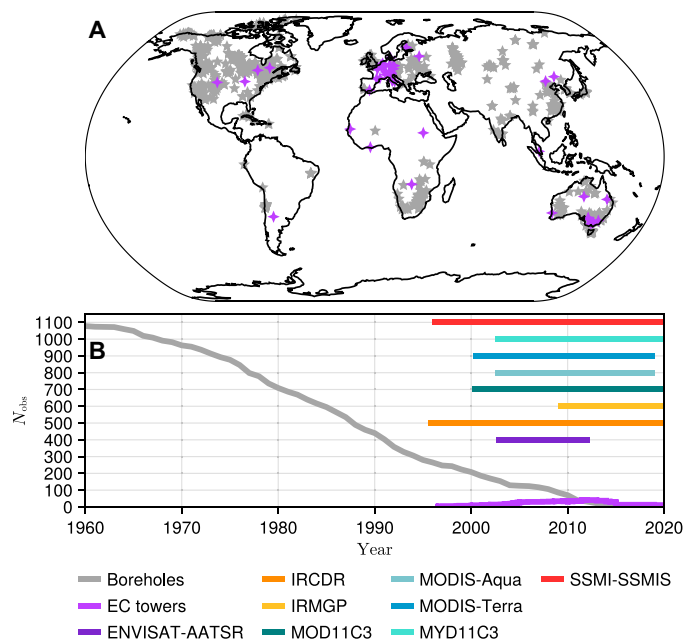 A
B
1100
1000
900
800
700
600
500
400
300
200
100
0
N_obs
1960 1970 1980 1990 2000 2010 2020
Year
Boreholes IRCDR MODIS-Aqua SSMI-SSMIS
EC towers IRMGP MODIS-Terra
ENVISAT-AATSR MOD11C3 MYD11C3